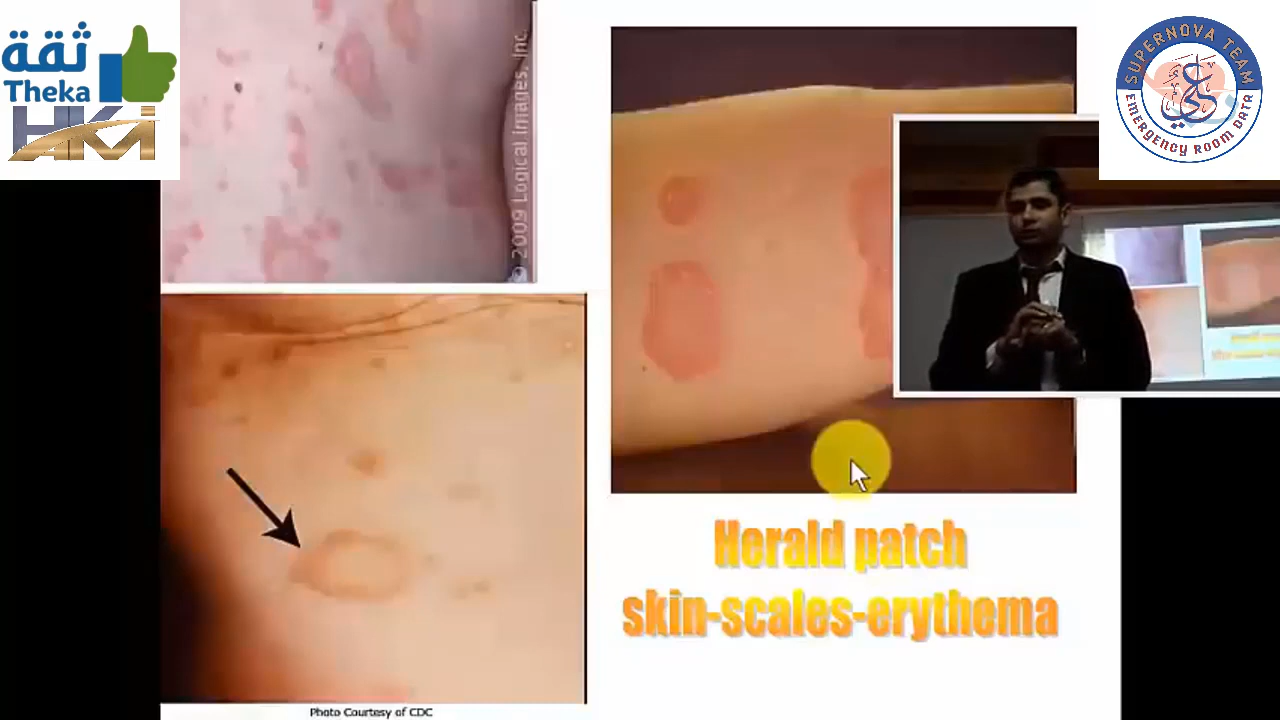 ثقة
Theka
HKM
© 2009 Logical Images, Inc.
SUPERNOVA TEAM
EMERGENCY ROOM DATA
Herald patch
skin-scales-erythema
Photo Courtesy of CDC